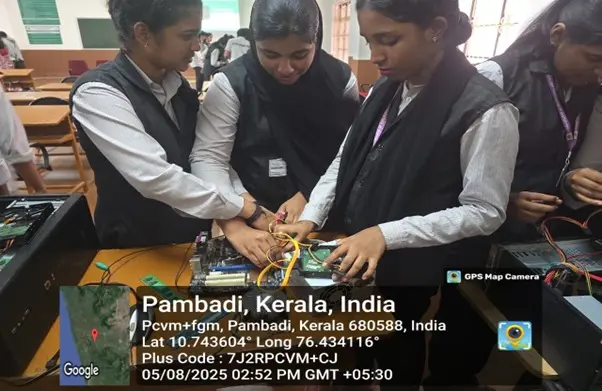 GPS Map Camera
Pambadi, Kerala, India
Pcvm+fgm, Pambadi, Kerala 680588, India
Lat 10.743604° Long 76.434116°
Plus Code : 7J2RPCVM+CJ
05/08/2025 02:52 PM GMT +05:30
Google